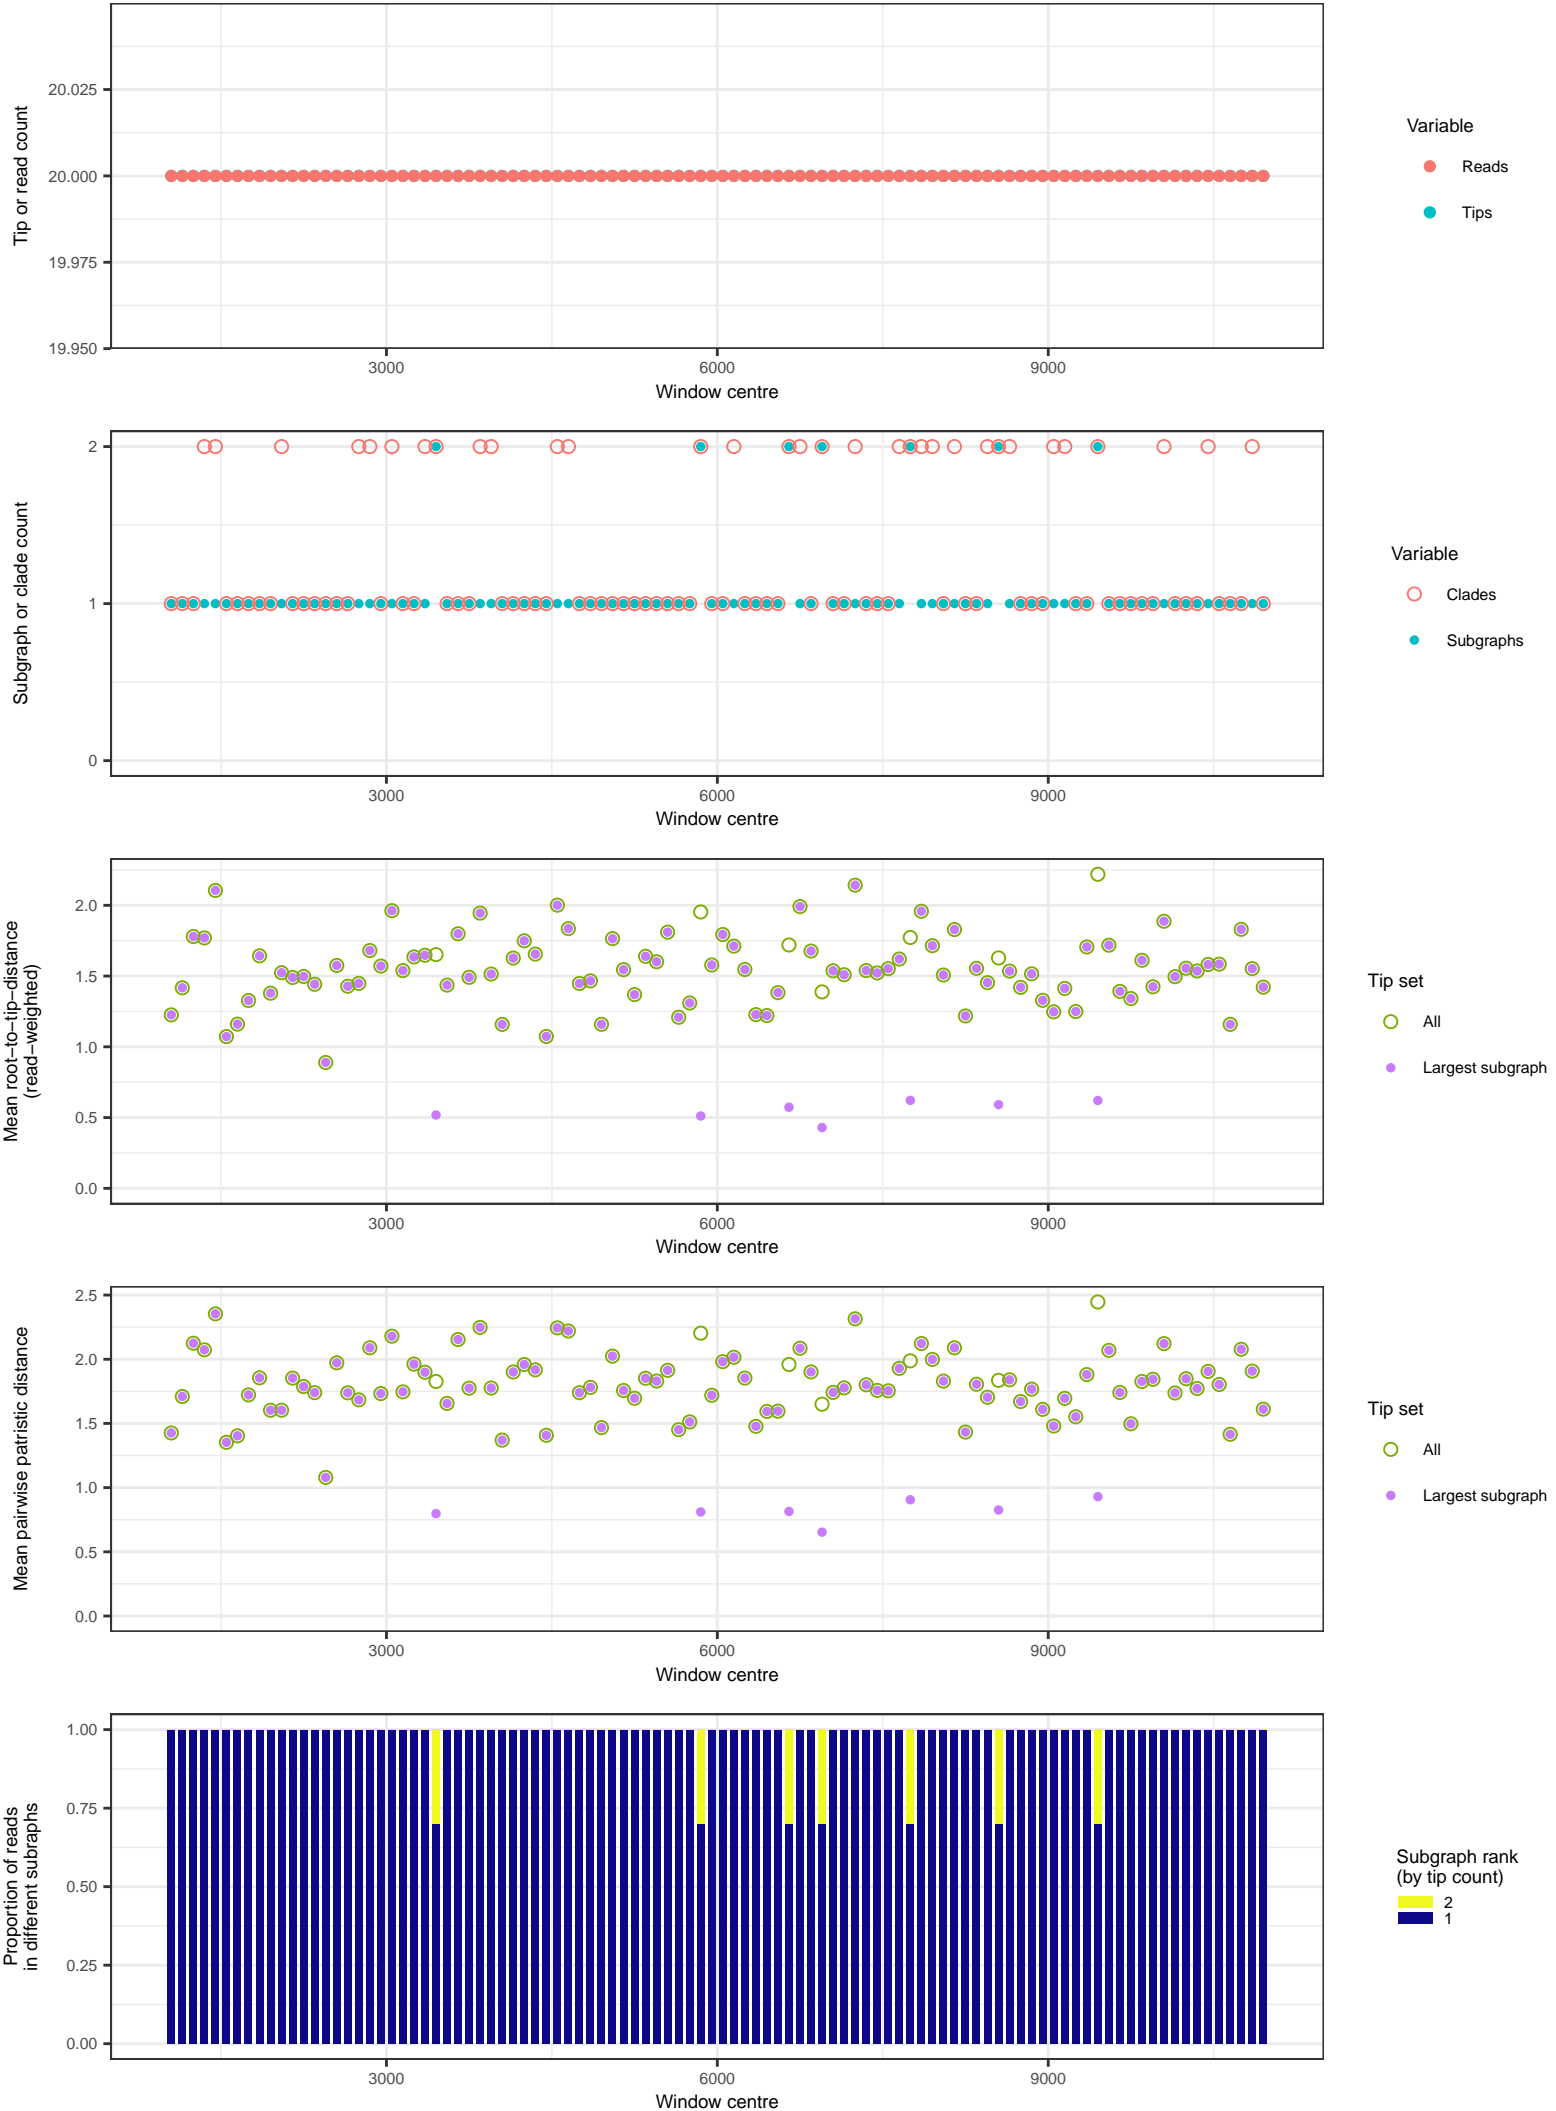 20.025
20.000
19.975
19.950
Tip or read count
3000 6000 9000
Window centre
Variable
Reads
Tips
2
1
0
Subgraph or clade count
3000 6000 9000
Window centre
Variable
Clades
Subgraphs
2.0
1.5
1.0
0.5
0.0
Mean root−to−tip−distance
(read−weighted)
3000 6000 9000
Window centre
Tip set
All
Largest subgraph
2.5
2.0
1.5
1.0
0.5
0.0
Mean pairwise patristic distance
3000 6000 9000
Window centre
Tip set
All
Largest subgraph
1.00
0.75
0.50
0.25
0.00
Proportion of reads
in different subraphs
3000 6000 9000
Window centre
Subgraph rank
(by tip count)
2
1